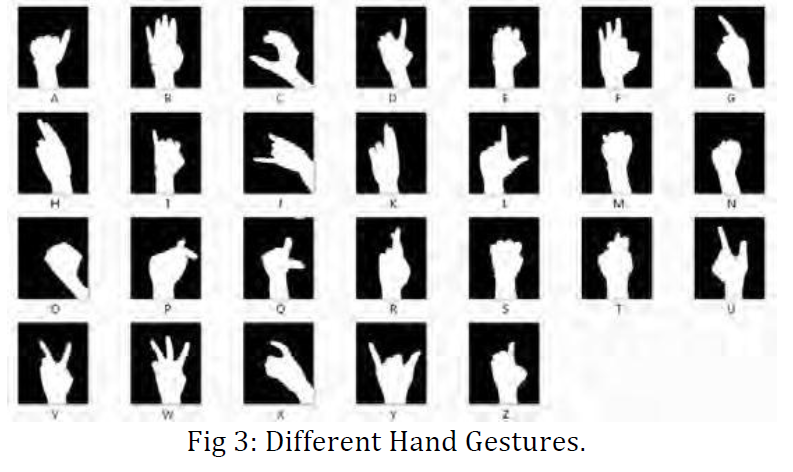 A B C D E F G
H I J K L M N
O P Q R S T U
V W X Y Z
Fig 3: Different Hand Gestures.